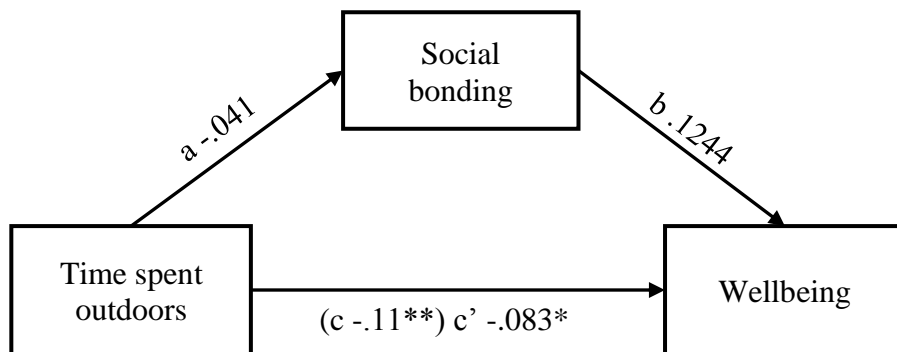 Social
bonding
a -.041
b .1244
Time spent
outdoors
(c -.11**) c’ -.083*
Wellbeing